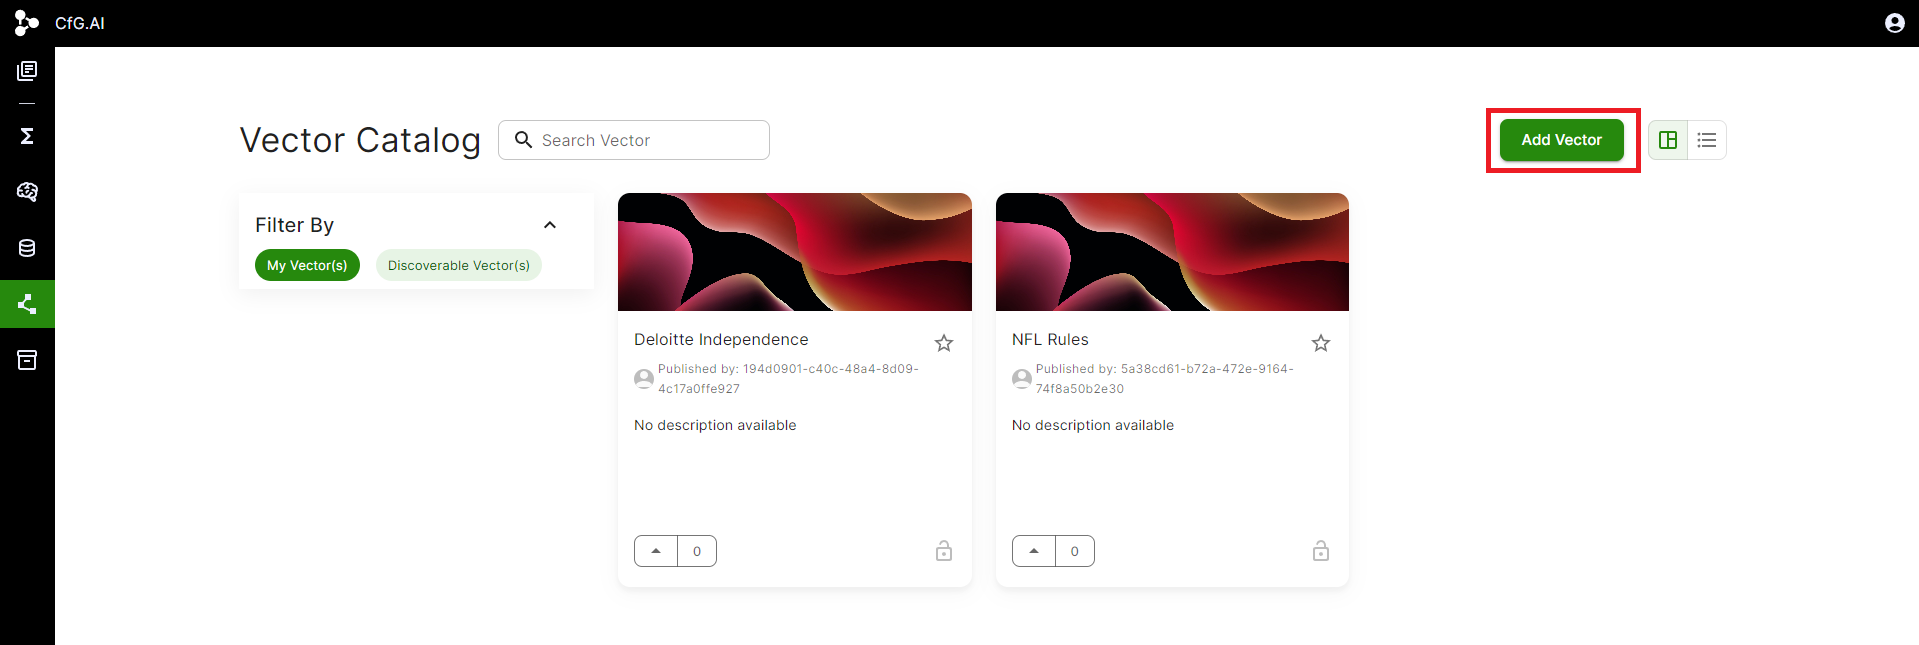 CfG.AI
Vector Catalog
Search Vector
Add Vector
Filter By
My Vector(s)
Discoverable Vector(s)
Deloitte Independence
Published by: 194d0901-c40c-48a4-8d09-
4c17a0ffe927
No description available
0
NFL Rules
Published by: 5a38cd61-b72a-472e-9164-
74f8a50b2e30
No description available
0